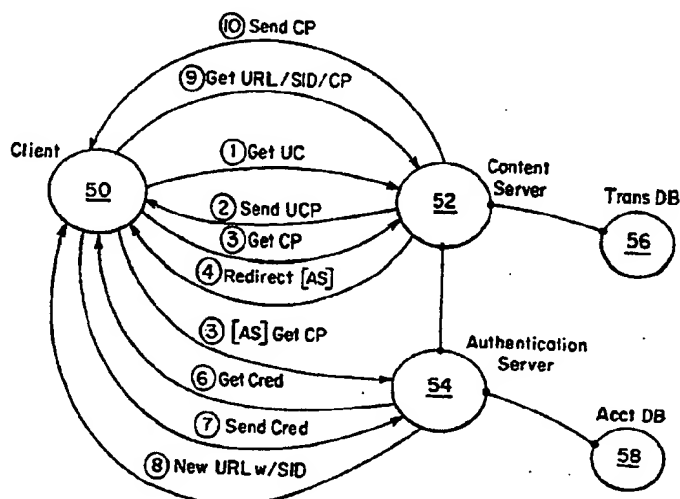 ⑩ Send CP
⑨ Get URL/SID/CP
Client
① Get UC
Content
Server
50
52
Trans DB
② Send UCP
56
③ Get CP
④ Redirect [AS]
③ [AS] Get CP
Authentication
Server
⑥ Get Cred
54
⑦ Send Cred
Acct DB
⑧ New URL w/SID
58